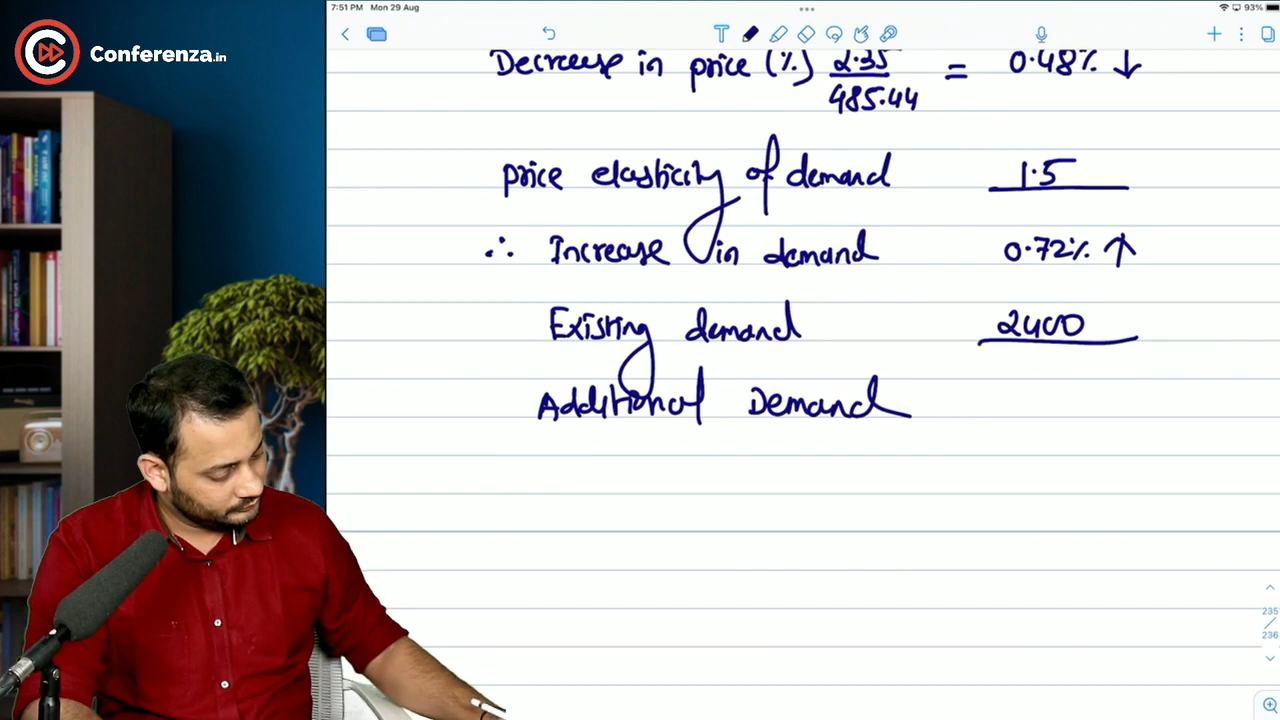 7:51 PM Mon 29 Aug
93%
Conferenza.in
Decrease in price (%) 2.35 = 0.48% ↓
485.44
T
price elasticity of demand 1.5
∴ Increase in demand 0.72% ↑
Existing demand 2400
Additional Demand
235
236